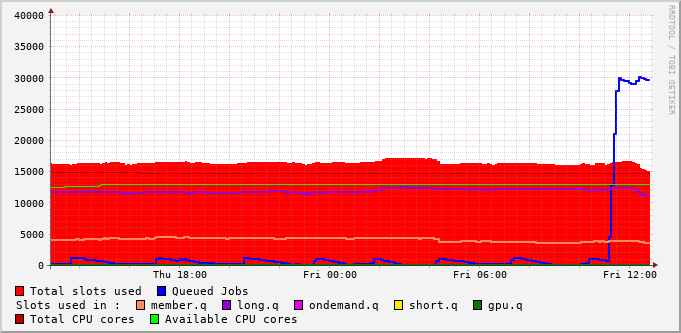 40000
35000
30000
25000
20000
15000
10000
5000
0
Thu 18:00 Fri 00:00 Fri 06:00 Fri 12:00
RRDTOOL / TOBI OETIKER
Total slots used Queued Jobs
Slots used in : member.q long.q ondemand.q short.q gpu.q
Total CPU cores Available CPU cores